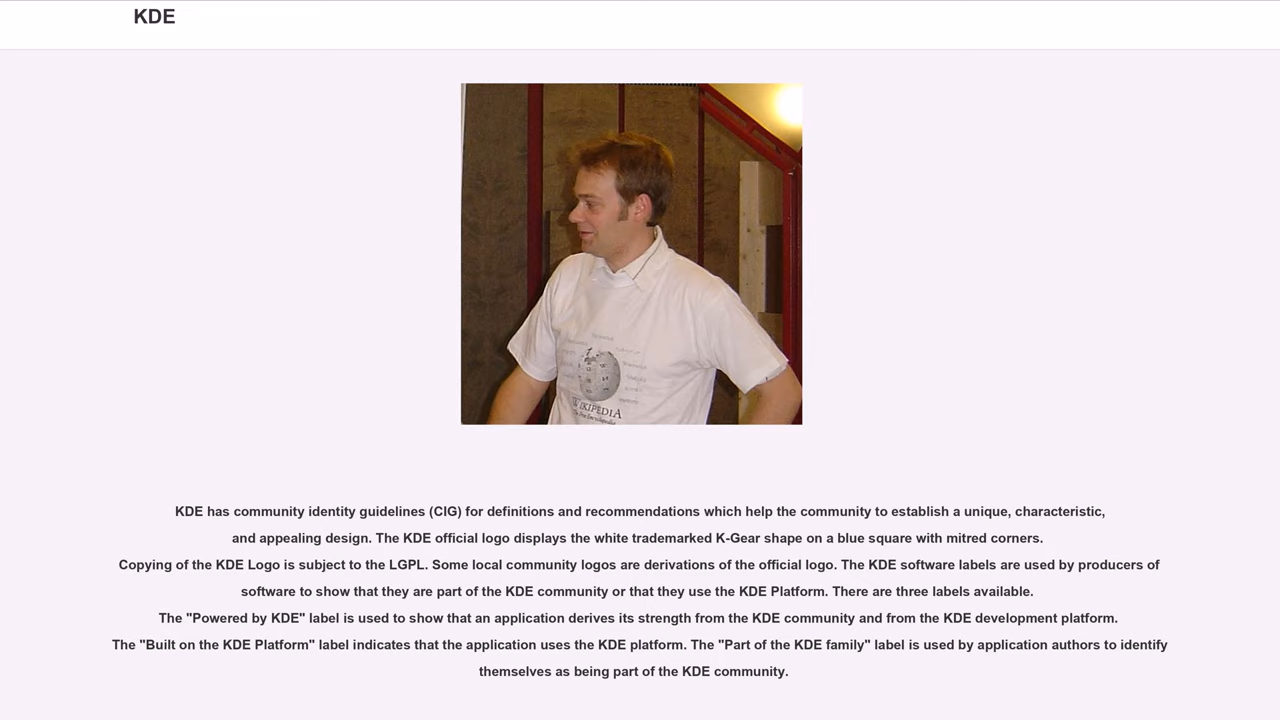 KDE
WIKIPEDIA
The Free Encyclopedia
KDE has community identity guidelines (CIG) for definitions and recommendations which help the community to establish a unique, characteristic,
and appealing design. The KDE official logo displays the white trademarked K-Gear shape on a blue square with mitred corners.
Copying of the KDE Logo is subject to the LGPL. Some local community logos are derivations of the official logo. The KDE software labels are used by producers of
software to show that they are part of the KDE community or that they use the KDE Platform. There are three labels available.
The "Powered by KDE" label is used to show that an application derives its strength from the KDE community and from the KDE development platform.
The "Built on the KDE Platform" label indicates that the application uses the KDE platform. The "Part of the KDE family" label is used by application authors to identify
themselves as being part of the KDE community.